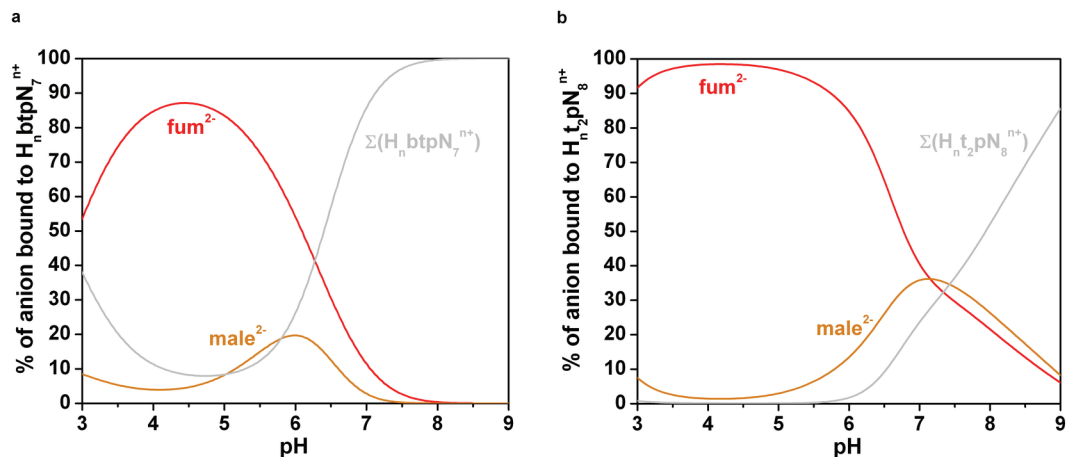 a
% of anion bound to HₙbtpN₇ⁿ⁺
100
90
80
70
60
50
40
30
20
10
0
fum²⁻
Σ(HₙbtpN₇ⁿ⁺)
male²⁻
3 4 5 6 7 8 9
pH
b
% of anion bound to Hₙt₂pN₈ⁿ⁺
100
90
80
70
60
50
40
30
20
10
0
fum²⁻
Σ(Hₙt₂pN₈ⁿ⁺)
male²⁻
3 4 5 6 7 8 9
pH